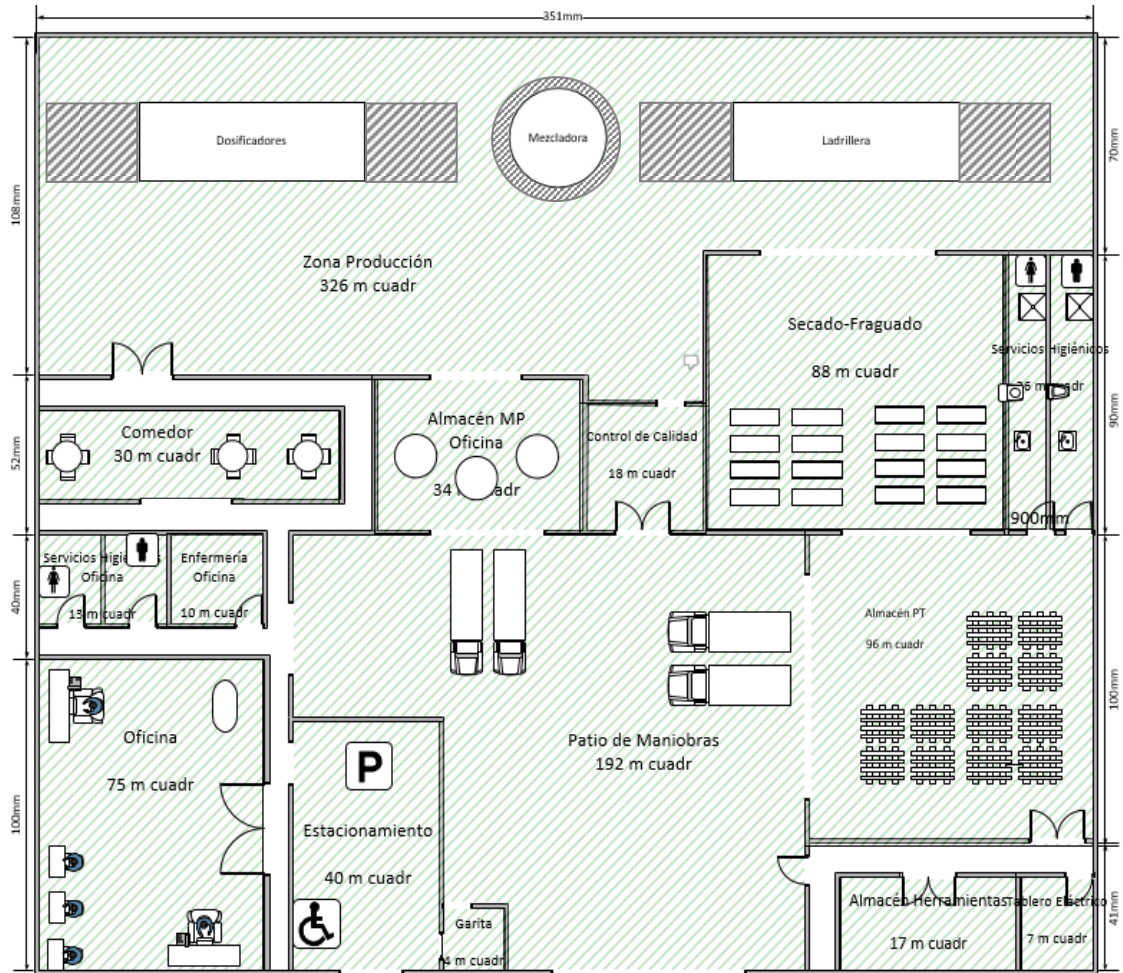 351mm
108mm
70mm
Dosificadores
Mezcladora
Ladrillera
Zona Producción
326 m cuadr
Secado-Fraguado
88 m cuadr
Servicios Higiénicos
90mm
52mm
Comedor
30 m cuadr
Almacén MP
Oficina
34
Control de Calidad
18 m cuadr
900mm
40mm
Oficina
13 m cuadr
Enfermería
Oficina
10 m cuadr
Almacén PT
96 m cuadr
100mm
100mm
Oficina
75 m cuadr
P
Patio de Maniobras
192 m cuadr
Estacionamiento
40 m cuadr
Garita
4 m cuadr
Almacén Herramientas
17 m cuadr
Tablero Eléctrico
7 m cuadr
41mm